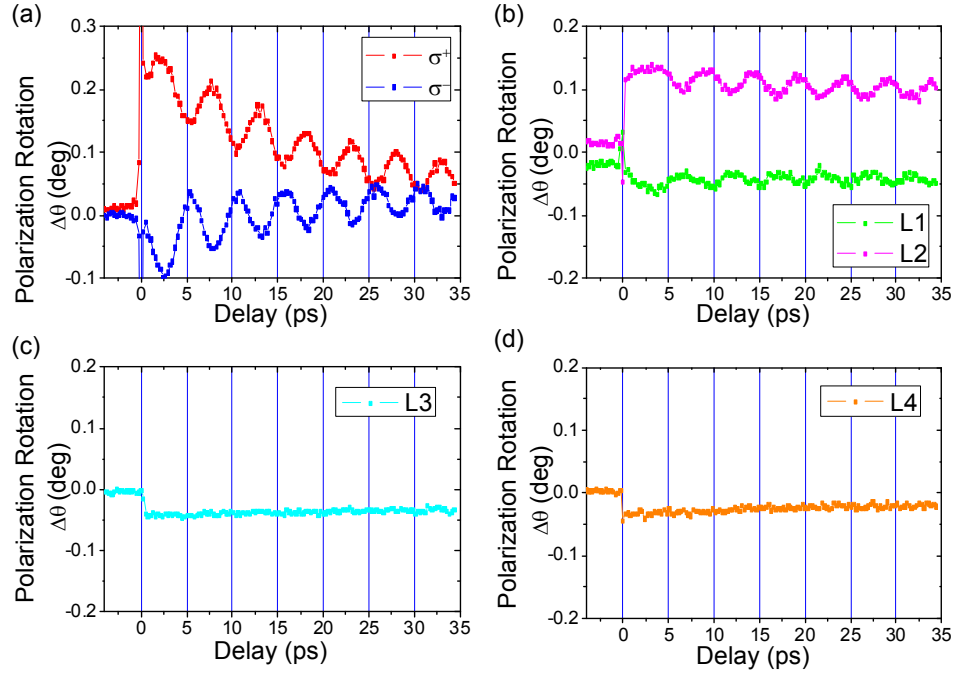 (a)
Polarization Rotation
Δθ (deg)
0.3
0.2
0.1
0.0
-0.1
σ⁺
σ⁻
0 5 10 15 20 25 30 35
Delay (ps)
(b)
Polarization Rotation
Δθ (deg)
0.2
0.1
0.0
-0.1
-0.2
L1
L2
0 5 10 15 20 25 30 35
Delay (ps)
(c)
Polarization Rotation
Δθ (deg)
0.2
0.1
0.0
-0.1
-0.2
L3
0 5 10 15 20 25 30 35
Delay (ps)
(d)
Polarization Rotation
Δθ (deg)
0.2
0.1
0.0
-0.1
-0.2
L4
0 5 10 15 20 25 30 35
Delay (ps)